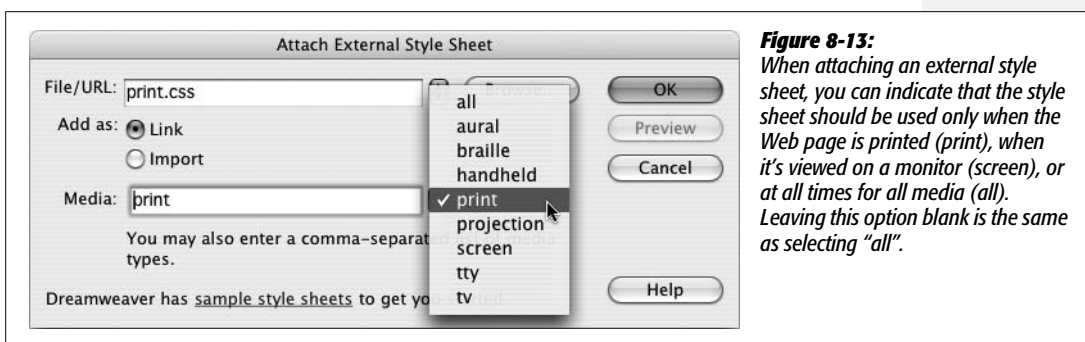 Attach External Style Sheet
File/URL: print.css
Browse...
OK
Add as: Link
Preview
Import
Cancel
Media: print
all
aural
braille
handheld
✓ print
projection
screen
tty
tv
You may also enter a comma-separat
types.
Dreamweaver has sample style sheets to get yo
Help
Figure 8-13:
When attaching an external style
sheet, you can indicate that the style
sheet should be used only when the
Web page is printed (print), when
it's viewed on a monitor (screen), or
at all times for all media (all).
Leaving this option blank is the same
as selecting “all”.